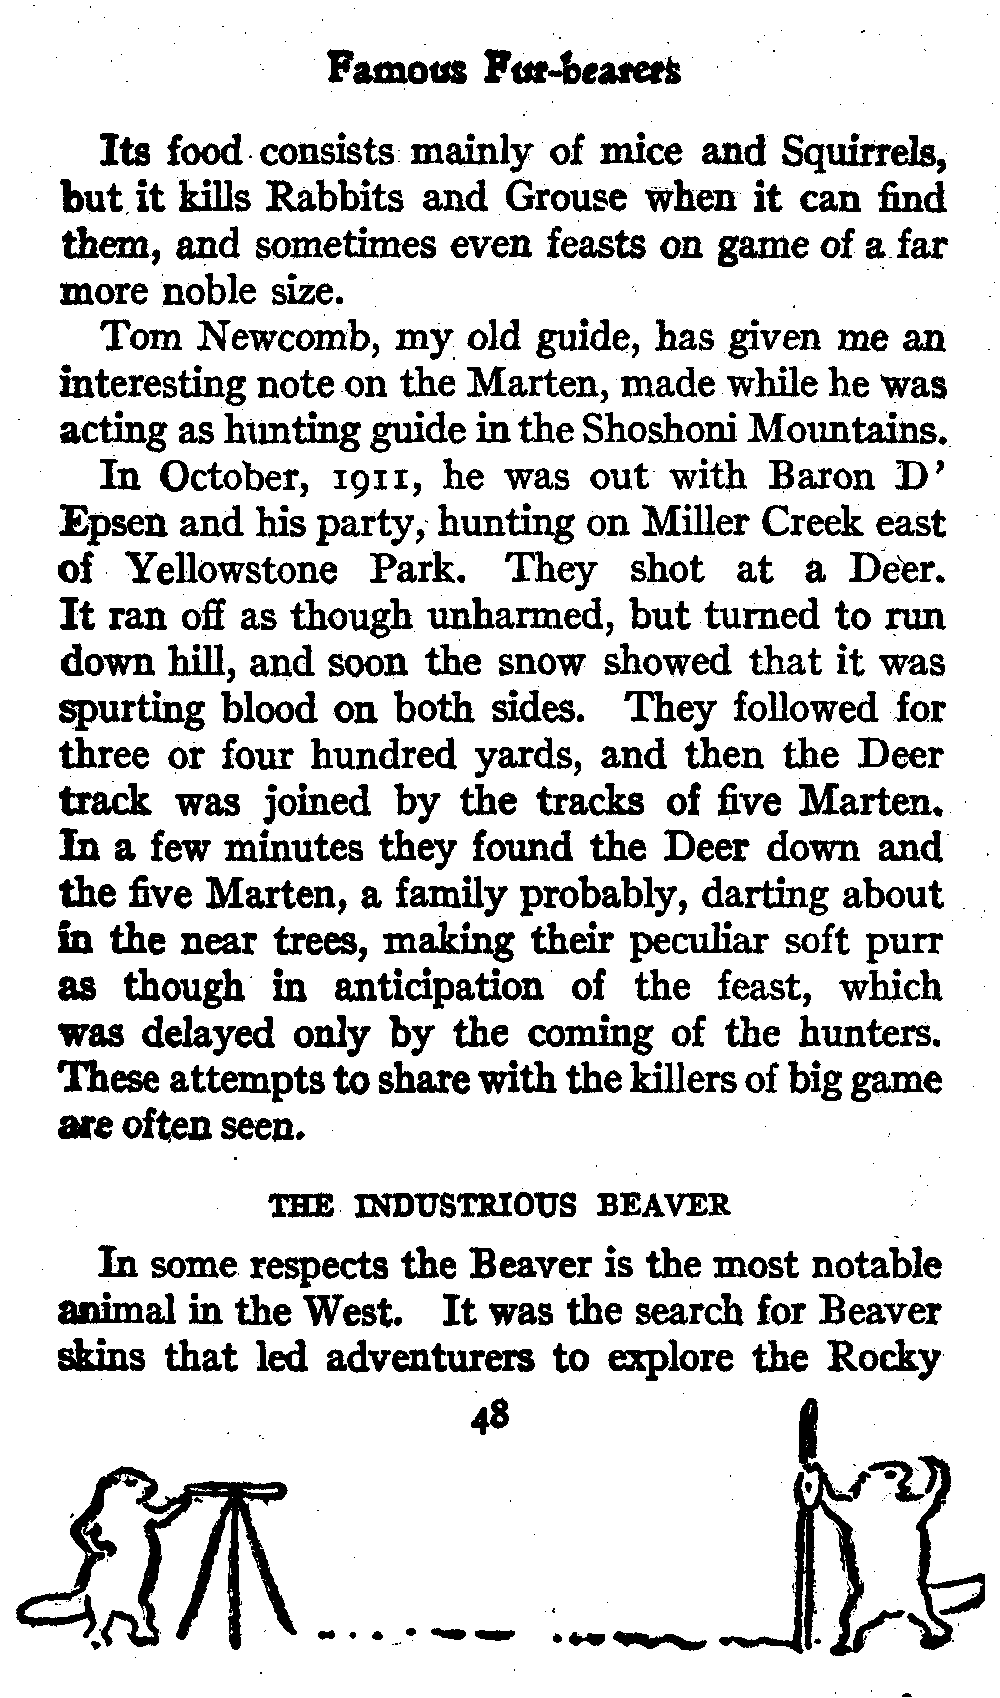 Famous Fur-bearers
Its food consists mainly of mice and Squirrels,
but it kills Rabbits and Grouse when it can find
them, and sometimes even feasts on game of a far
more noble size.
Tom Newcomb, my old guide, has given me an
interesting note on the Marten, made while he was
acting as hunting guide in the Shoshoni Mountains.
In October, 1911, he was out with Baron D'
Epsen and his party, hunting on Miller Creek east
of Yellowstone Park. They shot at a Deer.
It ran off as though unharmed, but turned to run
down hill, and soon the snow showed that it was
spurting blood on both sides. They followed for
three or four hundred yards, and then the Deer
track was joined by the tracks of five Marten.
In a few minutes they found the Deer down and
the five Marten, a family probably, darting about
in the near trees, making their peculiar soft purr
as though in anticipation of the feast, which
was delayed only by the coming of the hunters.
These attempts to share with the killers of big game
are often seen.
THE INDUSTRIOUS BEAVER
In some respects the Beaver is the most notable
animal in the West. It was the search for Beaver
skins that led adventurers to explore the Rocky
48